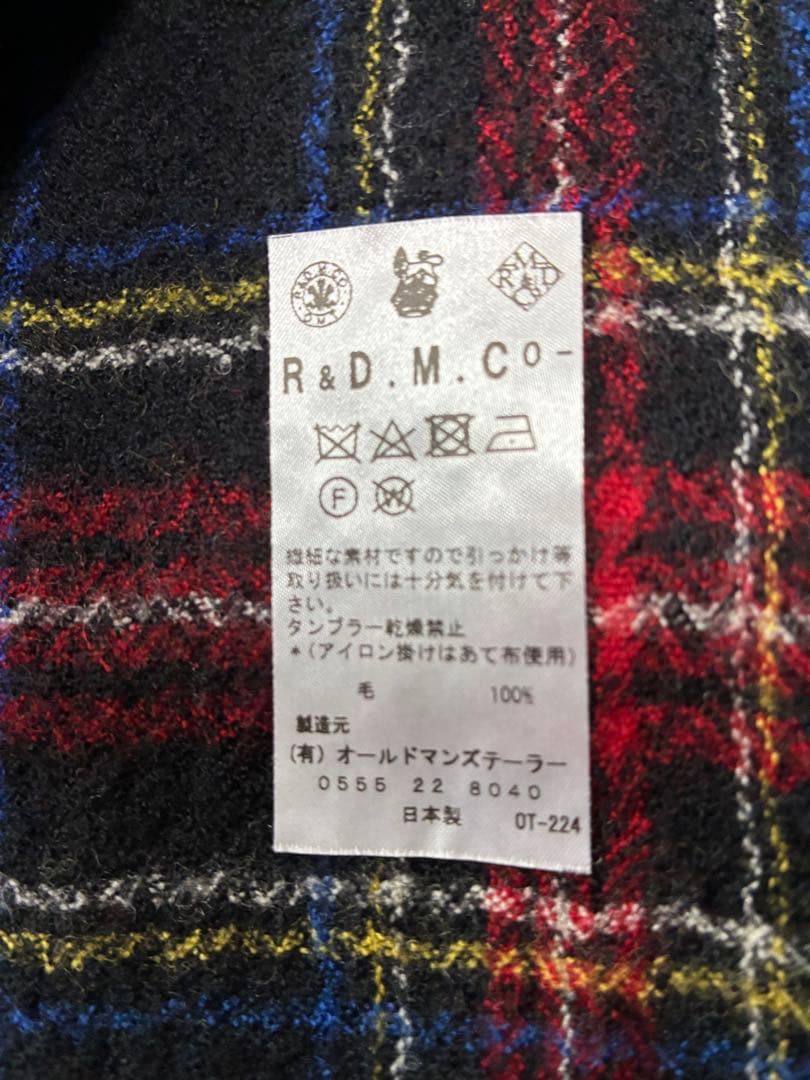 R&D.M.CO
O.M.T
R M D C&O
R & D . M . C o -
F
W
繊細な素材ですので引っかけ等
取り扱いには十分気を付けて下
さい。
タンブラー乾燥禁止
*(アイロン掛けはあて布使用)
毛 100%
製造元
(有) オールドマンズテーラー
0555 22 8040
日本製 OT-224